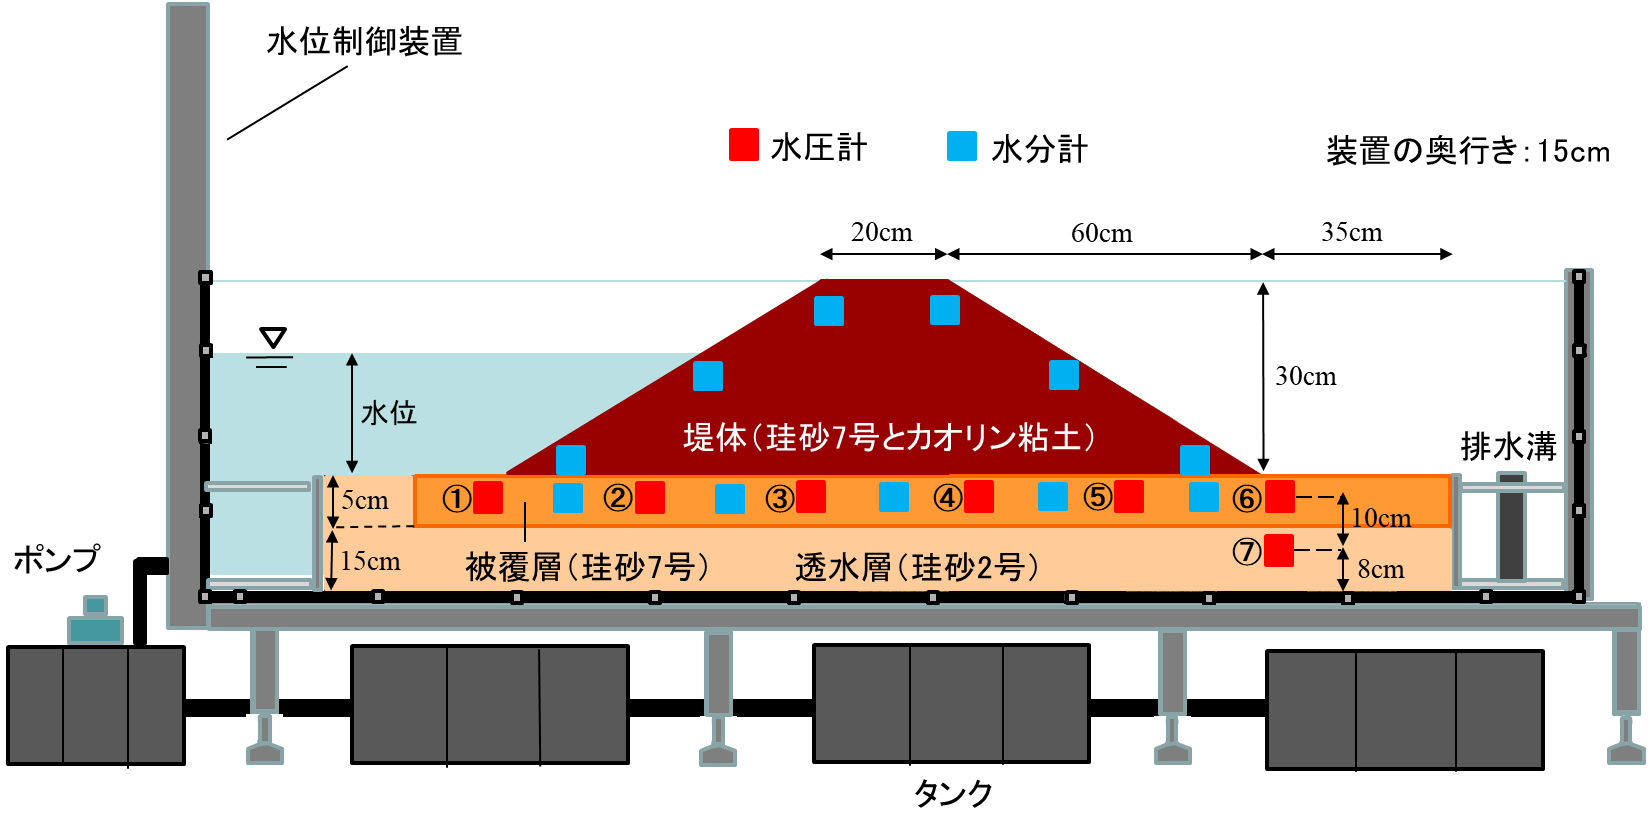 水位制御装置
水圧計
水分計
装置の奥行き：15cm
20cm
60cm
35cm
30cm
水位
堤体（珪砂7号とカオリン粘土）
排水溝
5cm
①
②
③
④
⑤
⑥
10cm
ポンプ
15cm
被覆層（珪砂7号）
透水層（珪砂2号）
⑦
8cm
タンク